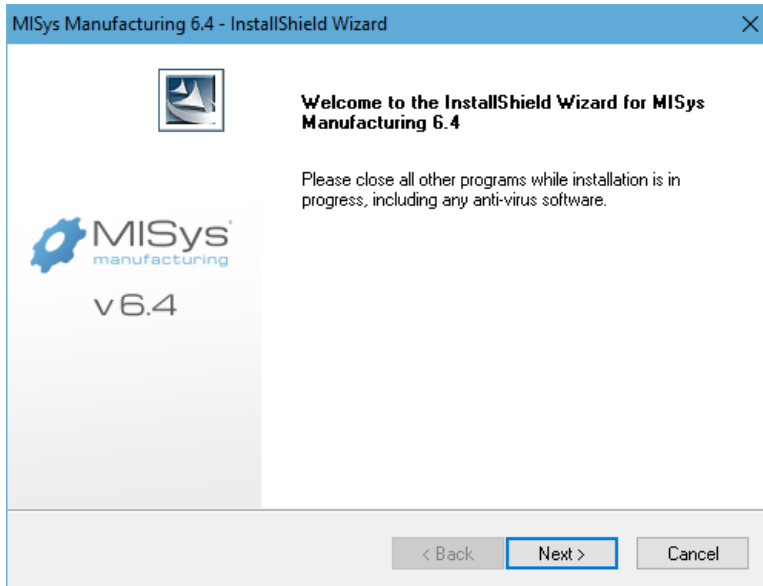 MISys Manufacturing 6.4 - InstallShield Wizard
Welcome to the InstallShield Wizard for MISys
Manufacturing 6.4
Please close all other programs while installation is in
progress, including any anti-virus software.
MISys
manufacturing
v 6.4
< Back
Next >
Cancel